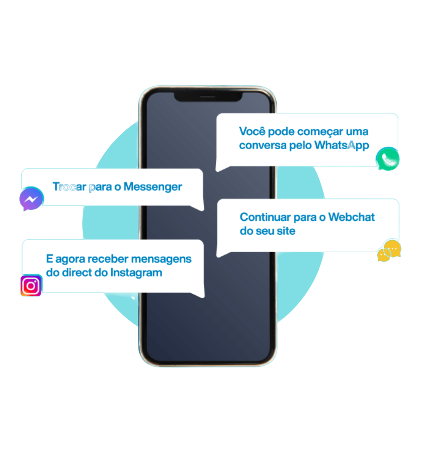 Você pode começar uma
conversa pelo WhatsApp
Trocar para o Messenger
Continuar para o Webchat
do seu site
E agora receber mensagens
do direct do Instagram